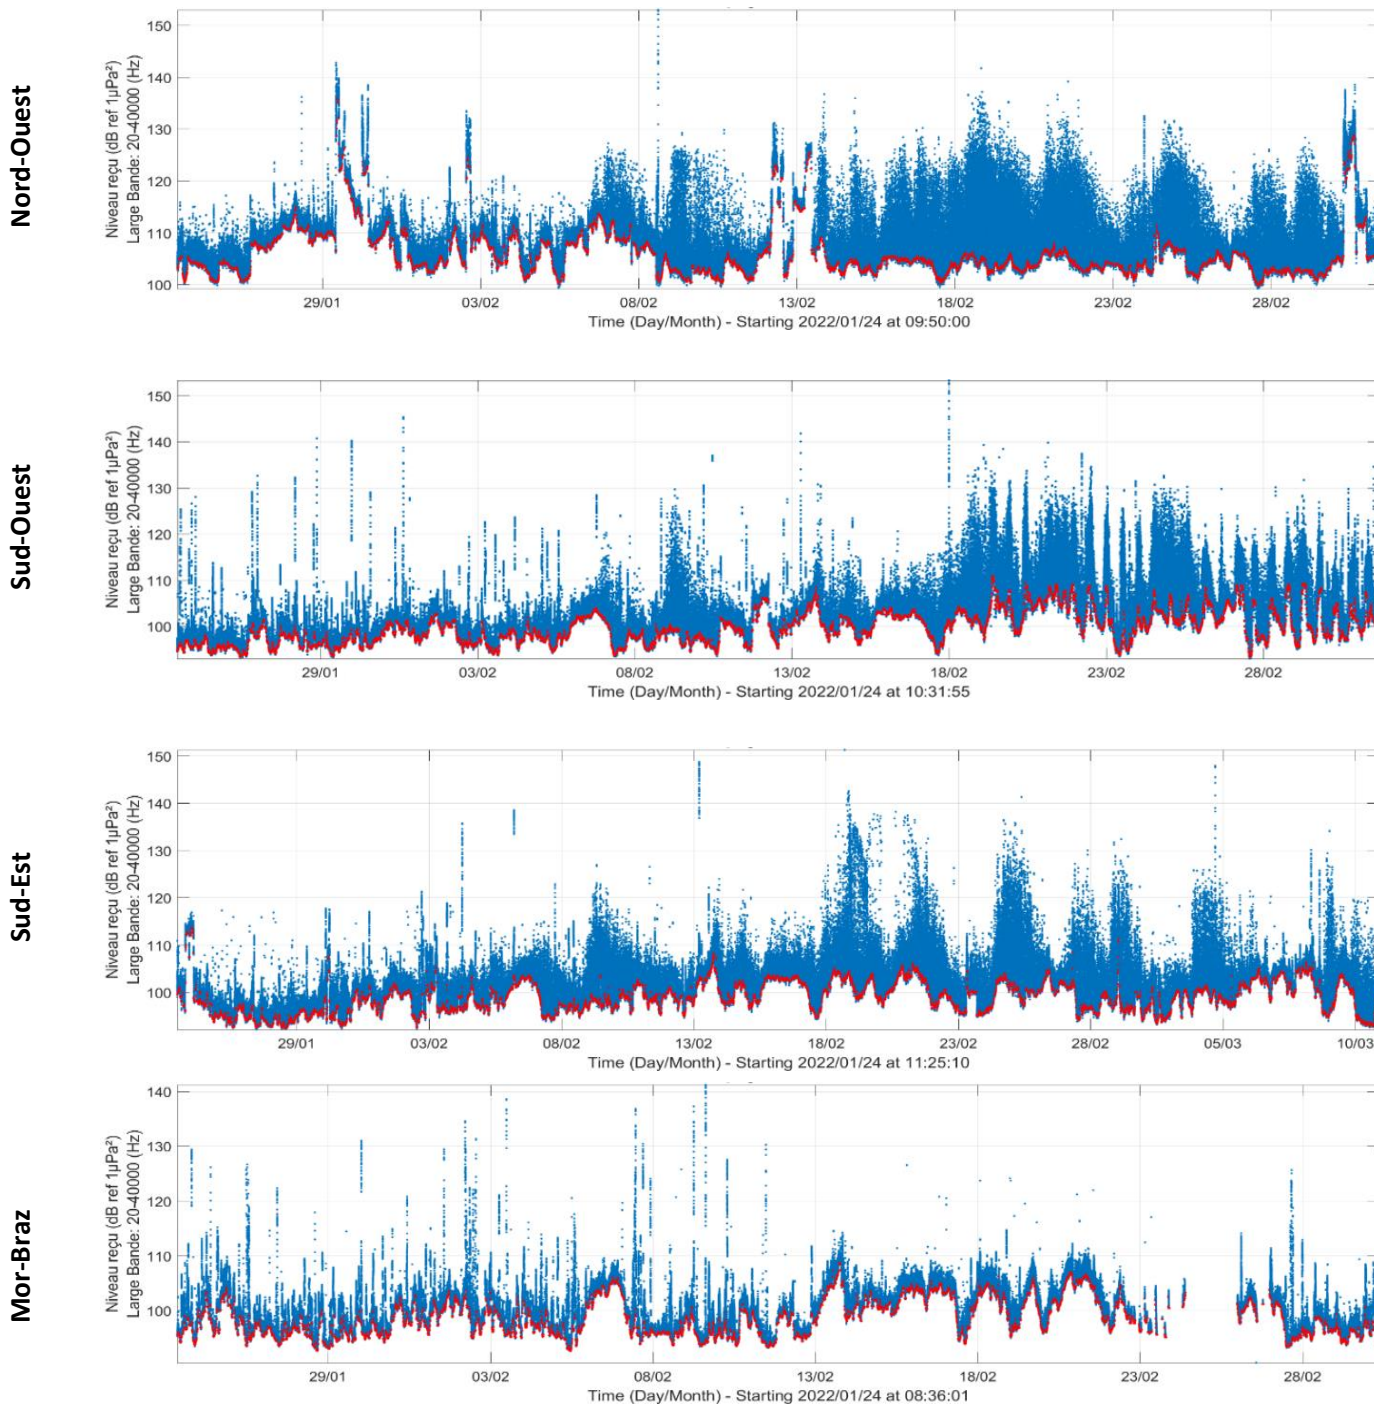 Nord-Ouest
Niveau reçu (dB ref 1µPa²)
Large Bande: 20-40000 (Hz)
150
140
130
120
110
100
29/01 03/02 08/02 13/02 18/02 23/02 28/02
Time (Day/Month) - Starting 2022/01/24 at 09:50:00
Sud-Ouest
Niveau reçu (dB ref 1µPa²)
Large Bande: 20-40000 (Hz)
150
140
130
120
110
100
29/01 03/02 08/02 13/02 18/02 23/02 28/02
Time (Day/Month) - Starting 2022/01/24 at 10:31:55
Sud-Est
Niveau reçu (dB ref 1µPa²)
Large Bande: 20-40000 (Hz)
150
140
130
120
110
100
29/01 03/02 08/02 13/02 18/02 23/02 28/02 05/03 10/03
Time (Day/Month) - Starting 2022/01/24 at 11:25:10
Mor-Braz
Niveau reçu (dB ref 1µPa²)
Large Bande: 20-40000 (Hz)
140
130
120
110
100
29/01 03/02 08/02 13/02 18/02 23/02 28/02
Time (Day/Month) - Starting 2022/01/24 at 08:36:01